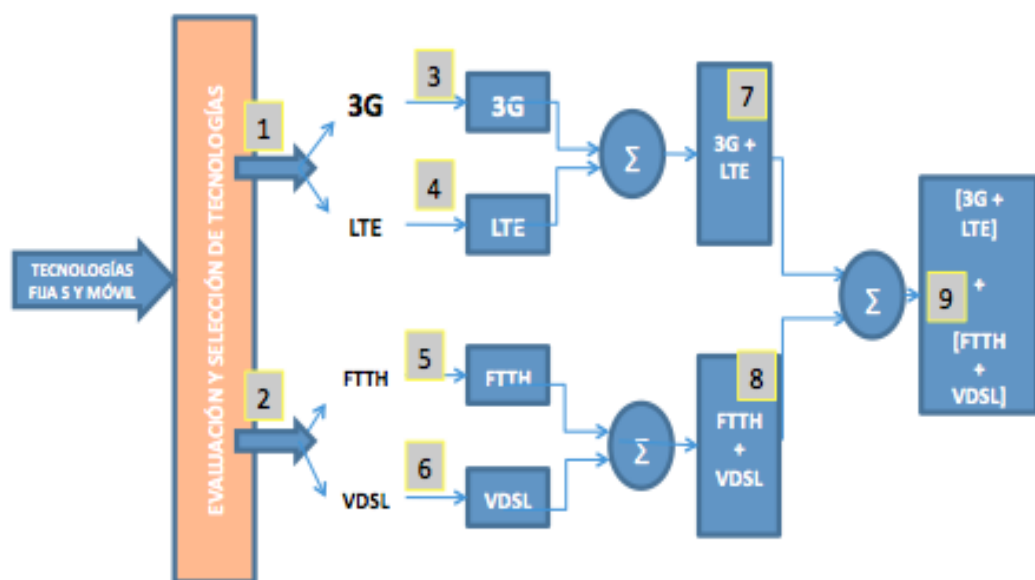 TECNOLOGÍAS
FIJA S Y MÓVIL
EVALUACIÓN Y SELECCIÓN DE TECNOLOGÍAS
1
3G
LTE
3
3G
4
LTE
Σ
7
3G +
LTE
2
FTTH
VDSL
5
FTTH
6
VDSL
Σ
8
FTTH
+
VDSL
Σ
9
[3G +
LTE]
+
[FTTH
+
VDSL]